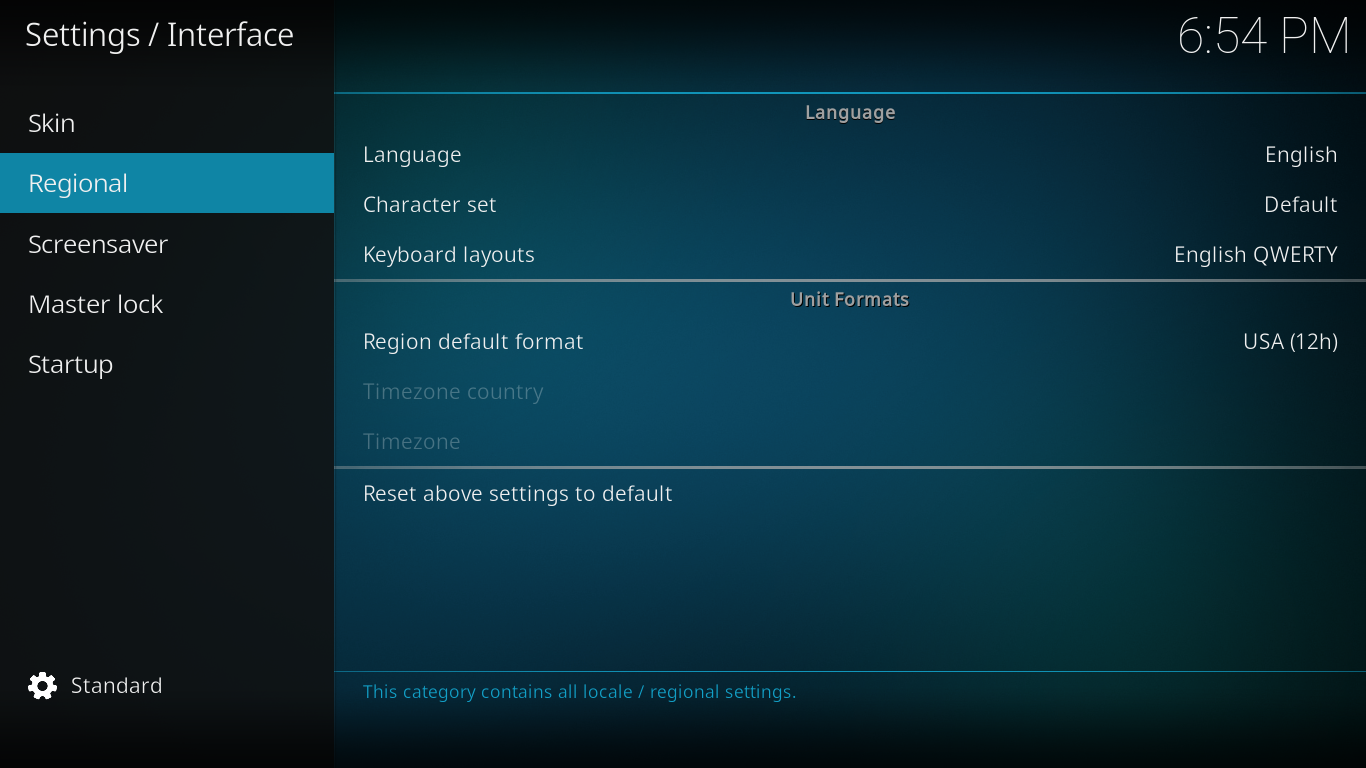 Settings / Interface
6:54 PM
Skin
Regional
Screensaver
Master lock
Startup
Standard
Language
Language English
Character set Default
Keyboard layouts English QWERTY
Unit Formats
Region default format USA (12h)
Timezone country
Timezone
Reset above settings to default
This category contains all locale / regional settings.